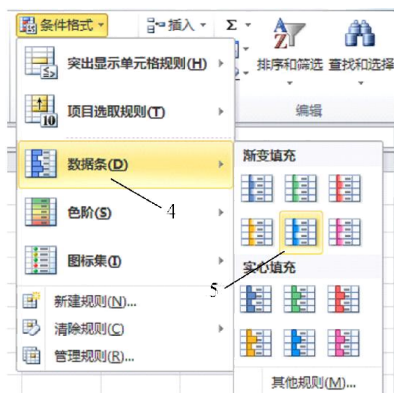 条件格式 插入 Σ
排序和筛选 查找和选择
编辑
突出显示单元格规则(H)
项目选取规则(T)
数据条(D)
4
色阶(S)
图标集(I)
新建规则(N)...
清除规则(C)
管理规则(R)...
渐变填充
5
实心填充
其他规则(M)...